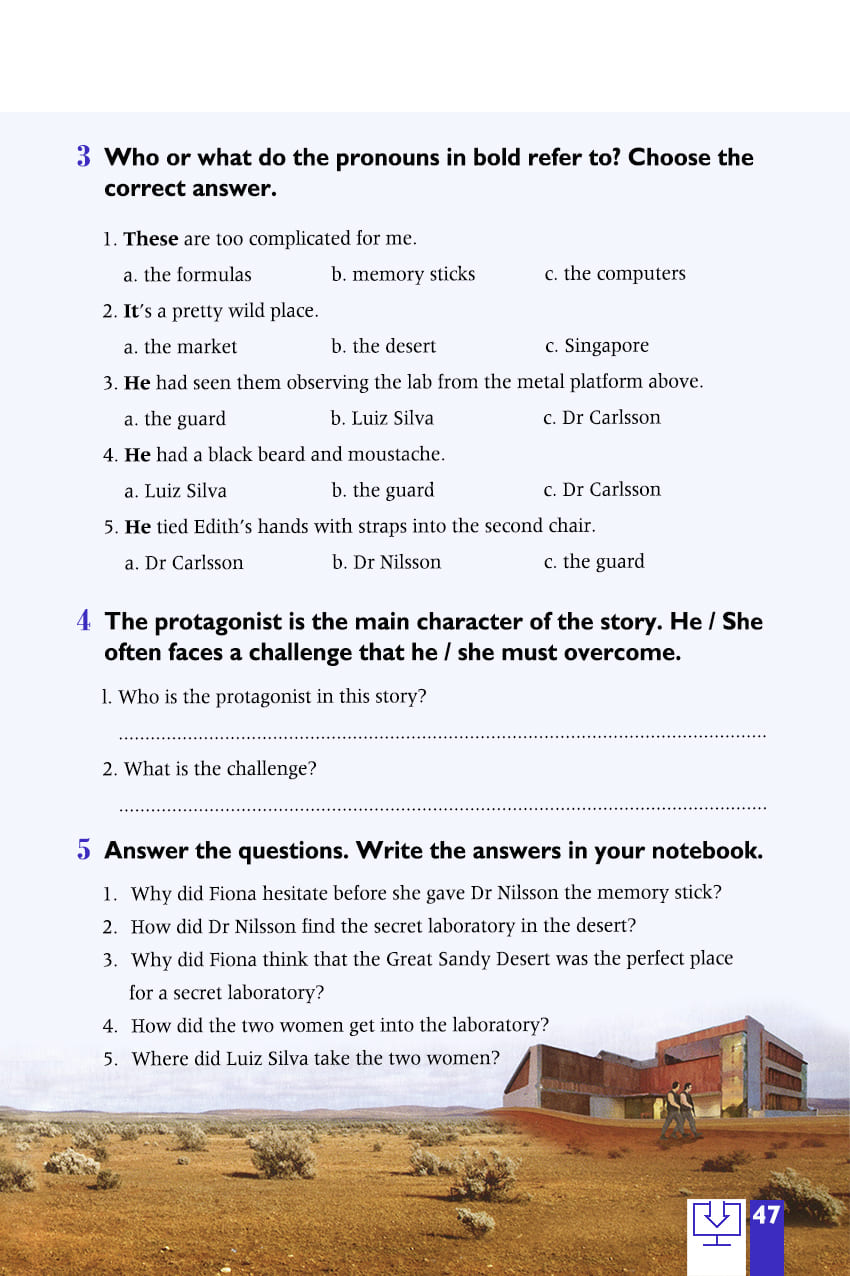 3 Who or what do the pronouns in bold refer to? Choose the
correct answer.
1. These are too complicated for me.
a. the formulas b. memory sticks c. the computers
2. It's a pretty wild place.
a. the market b. the desert c. Singapore
3. He had seen them observing the lab from the metal platform above.
a. the guard b. Luiz Silva c. Dr Carlsson
4. He had a black beard and moustache.
a. Luiz Silva b. the guard c. Dr Carlsson
5. He tied Edith's hands with straps into the second chair.
a. Dr Carlsson b. Dr Nilsson c. the guard
4 The protagonist is the main character of the story. He / She
often faces a challenge that he / she must overcome.
l. Who is the protagonist in this story?
2. What is the challenge?
5 Answer the questions. Write the answers in your notebook.
1. Why did Fiona hesitate before she gave Dr Nilsson the memory stick?
2. How did Dr Nilsson find the secret laboratory in the desert?
3. Why did Fiona think that the Great Sandy Desert was the perfect place
for a secret laboratory?
4. How did the two women get into the laboratory?
5. Where did Luiz Silva take the two women?
47